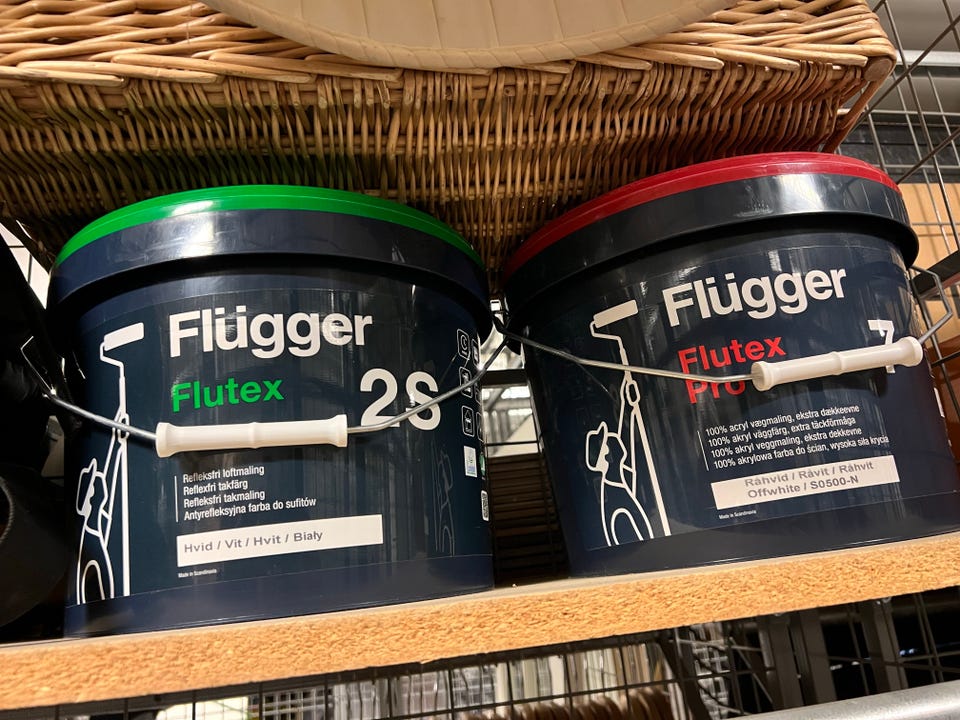 Flügger
Flutex
2S
Refleksfri loftmaling
Reflexfri takfärg
Refleksfri takmaling
Antyrefleksyjna farba do sufitów
Hvid / Vit / Hvit / Biały
Made in Scandinavia
Flügger
Flutex
Pro
7
100% acryl vægmaling, ekstra dækkeevne
100% akryl väggfärg, extra täckförmåga
100% akryl veggmaling, ekstra dekkevne
100% akrylowa farba do ścian, wysoka siła krycia
Råhvid / Råvit / Råhvit
Offwhite / S0500-N
Made in Scandinavia